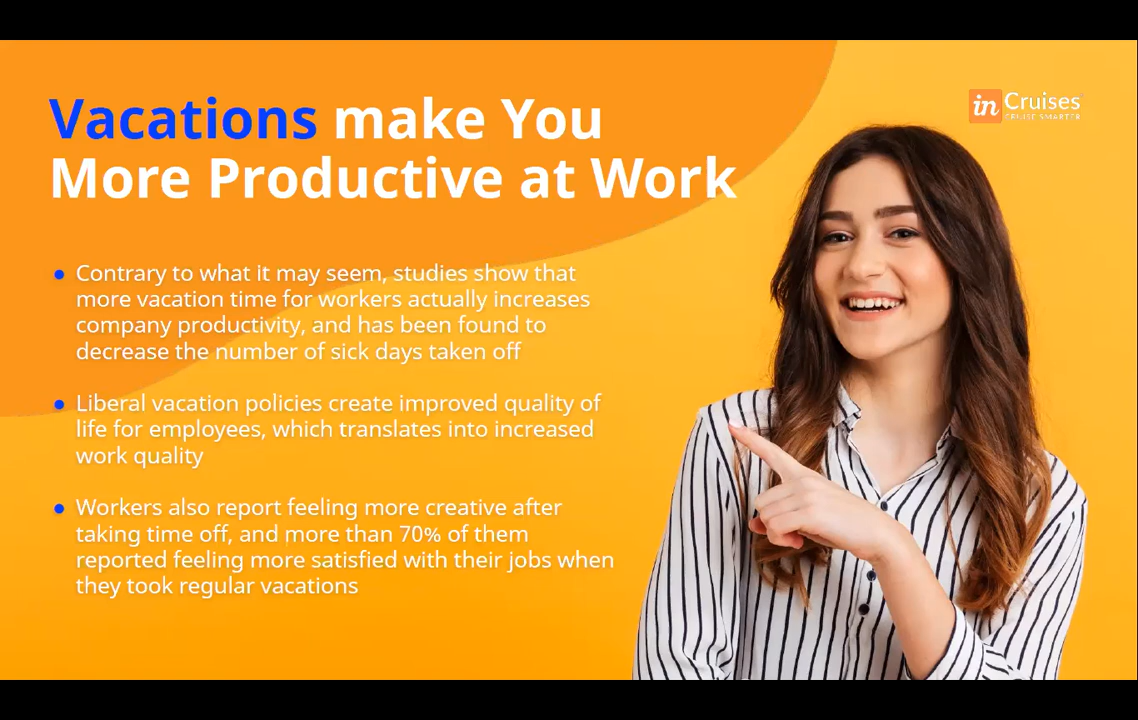 Vacations make You
More Productive at Work
in Cruises
CRUISE SMARTER
Contrary to what it may seem, studies show that
more vacation time for workers actually increases
company productivity, and has been found to
decrease the number of sick days taken off
Liberal vacation policies create improved quality of
life for employees, which translates into increased
work quality
Workers also report feeling more creative after
taking time off, and more than 70% of them
reported feeling more satisfied with their jobs when
they took regular vacations